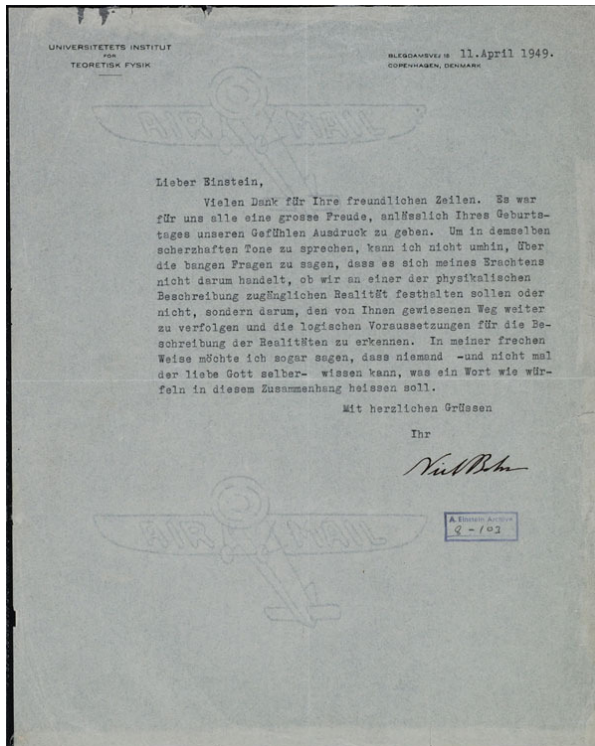 UNIVERSITETETS INSTITUT
FOR
TEORETISK FYSIK
BLEGDAMSVEJ 15 11.April 1949.
COPENHAGEN, DENMARK
AIR MAIL
Lieber Einstein,
Vielen Dank für Ihre freundlichen Zeilen. Es war
für uns alle eine grosse Freude, anlässlich Ihres Geburts-
tages unseren Gefühlen Ausdruck zu geben. Um in demselben
scherzhaften Tone zu sprechen, kann ich nicht umhin, über
die bangen Fragen zu sagen, dass es sich meines Erachtens
nicht darum handelt, ob wir an einer der physikalischen
Beschreibung zugänglichen Realität festhalten sollen oder
nicht, sondern darum, den von Ihnen gewiesenen Weg weiter
zu verfolgen und die logischen Voraussetzungen für die Be-
schreibung der Realitäten zu erkennen. In meiner frechen
Weise möchte ich sogar sagen, dass niemand -und nicht mal
der liebe Gott selber- wissen kann, was ein Wort wie wür-
feln in diesem Zusammenhang heissen soll.
Mit herzlichen Grüssen
Ihr
Niels Bohr
A. Einstein Archive
8-103
AIR MAIL